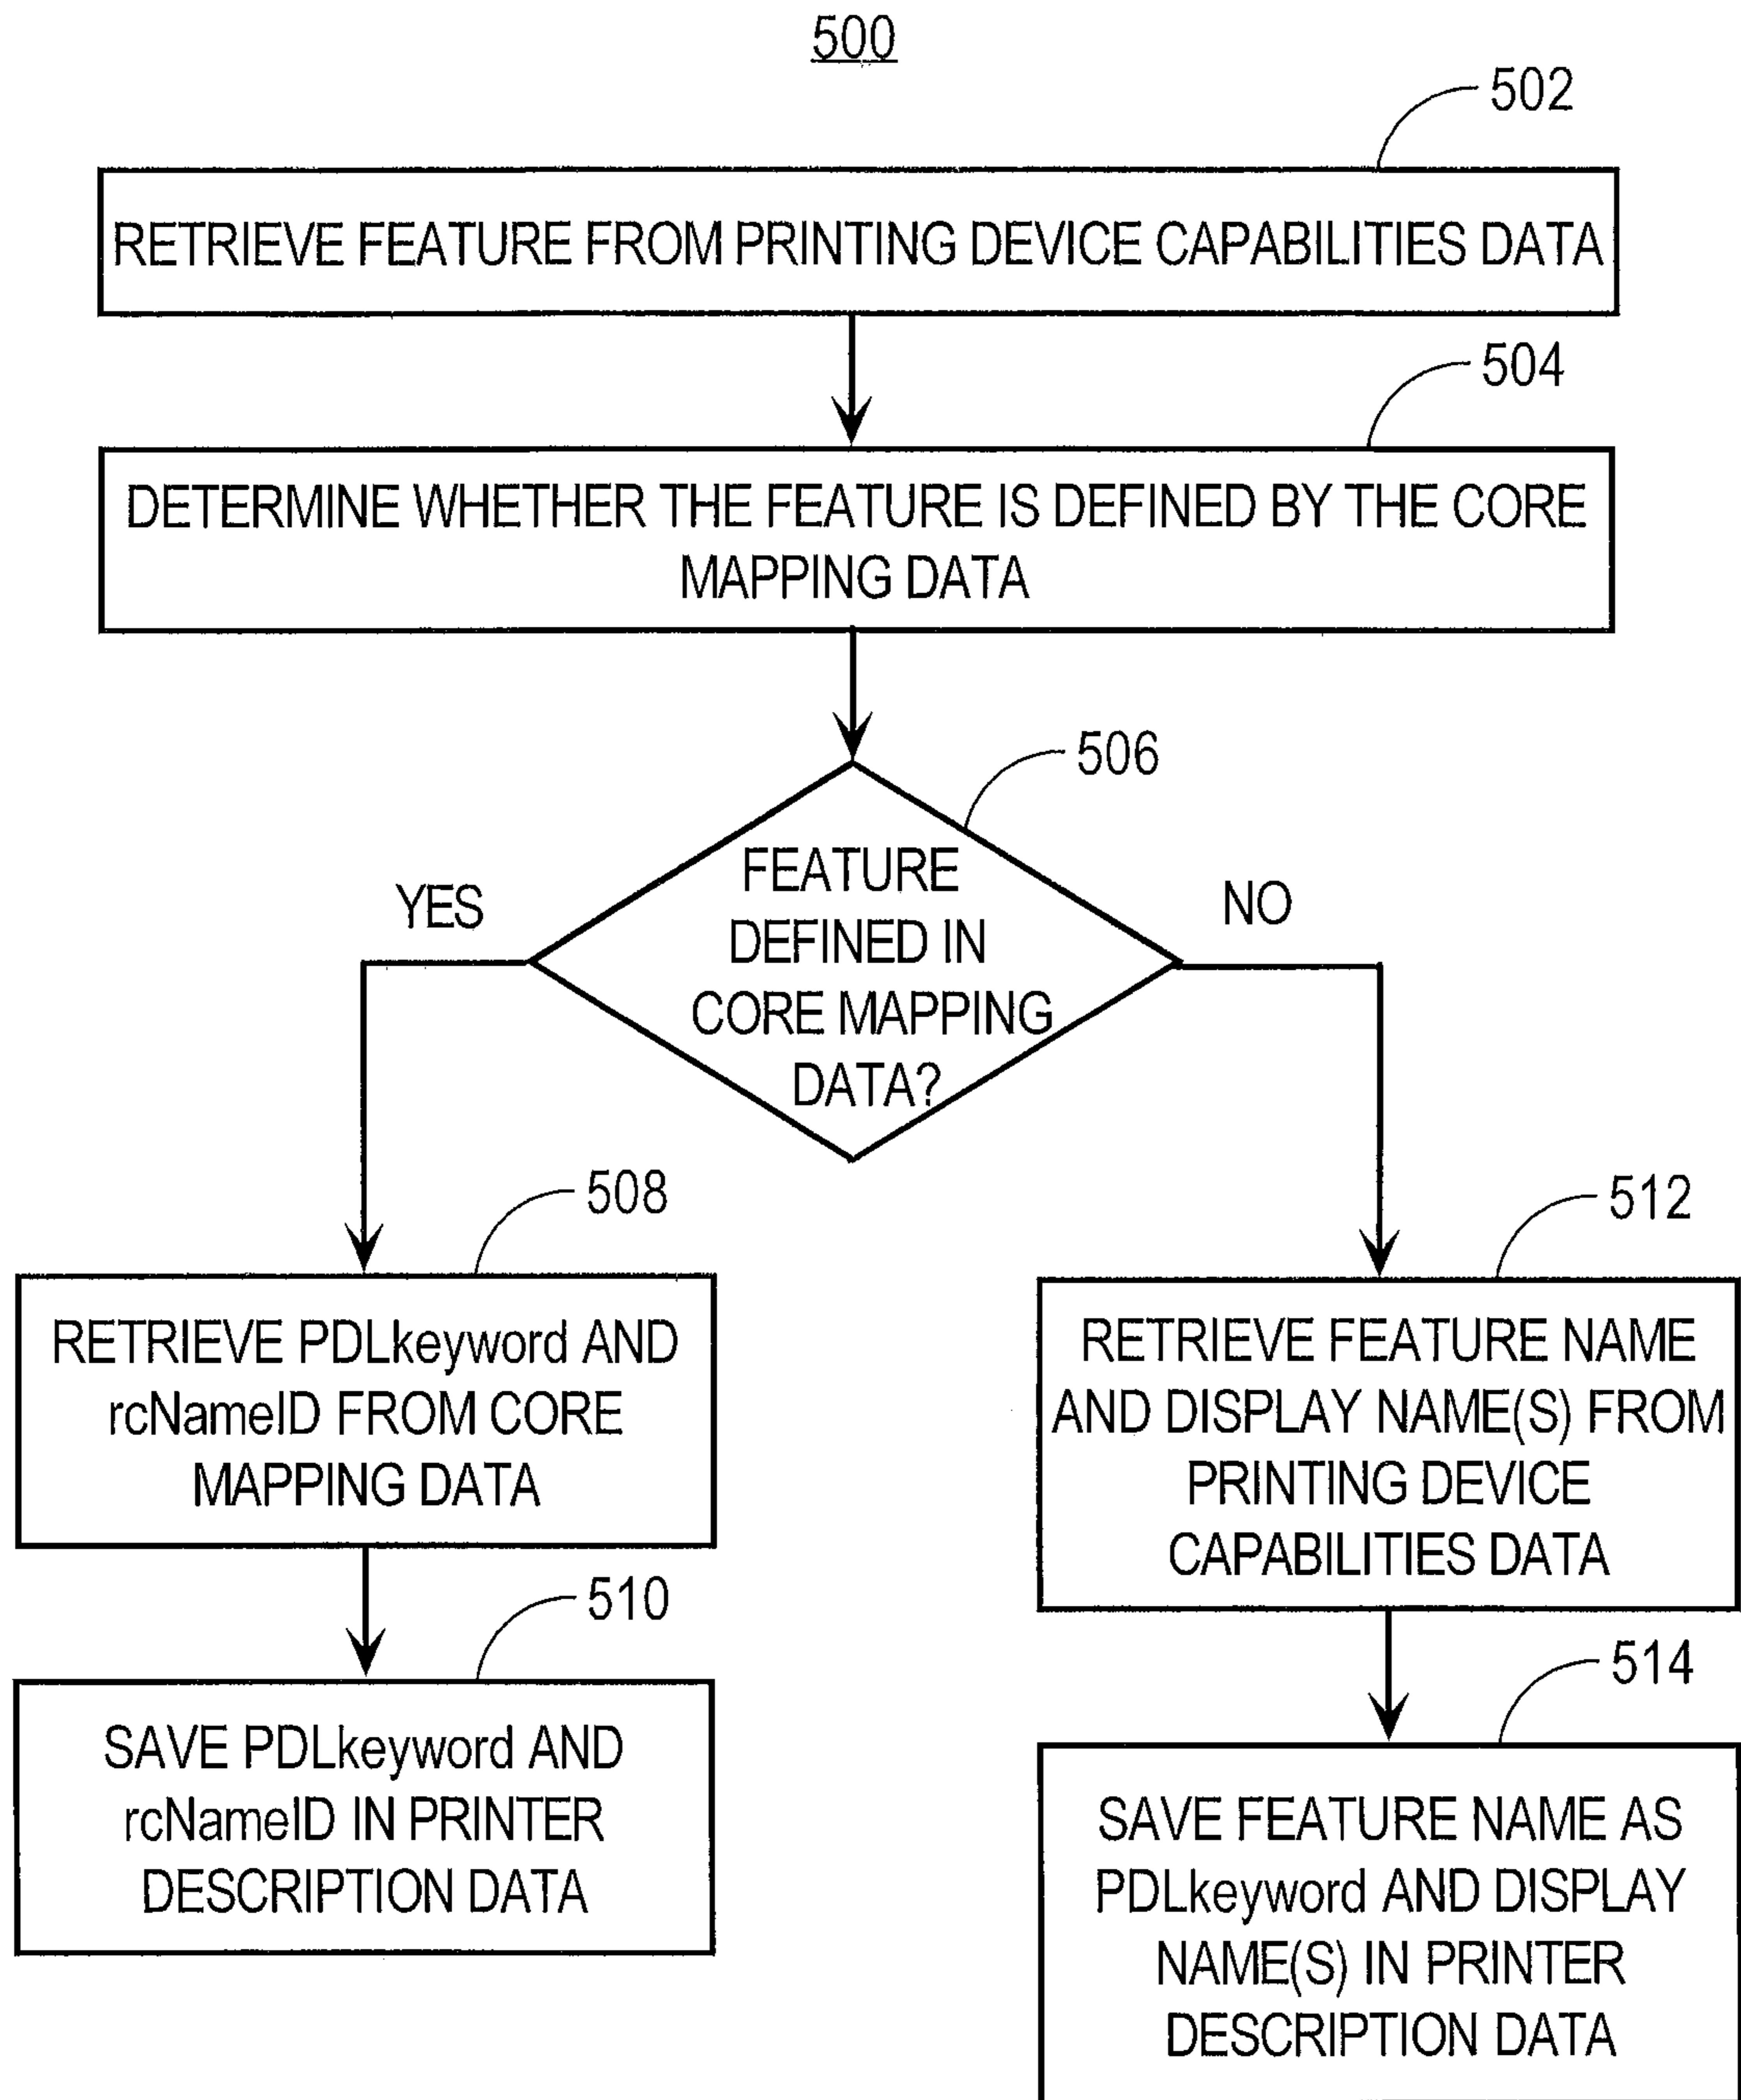 500
502
RETRIEVE FEATURE FROM PRINTING DEVICE CAPABILITIES DATA
504
DETERMINE WHETHER THE FEATURE IS DEFINED BY THE CORE
MAPPING DATA
506
FEATURE
DEFINED IN
CORE MAPPING
DATA?
YES
NO
508
RETRIEVE PDLkeyword AND
rcNameID FROM CORE
MAPPING DATA
510
SAVE PDLkeyword AND
rcNameID IN PRINTER
DESCRIPTION DATA
512
RETRIEVE FEATURE NAME
AND DISPLAY NAME(S) FROM
PRINTING DEVICE
CAPABILITIES DATA
514
SAVE FEATURE NAME AS
PDLkeyword AND DISPLAY
NAME(S) IN PRINTER
DESCRIPTION DATA